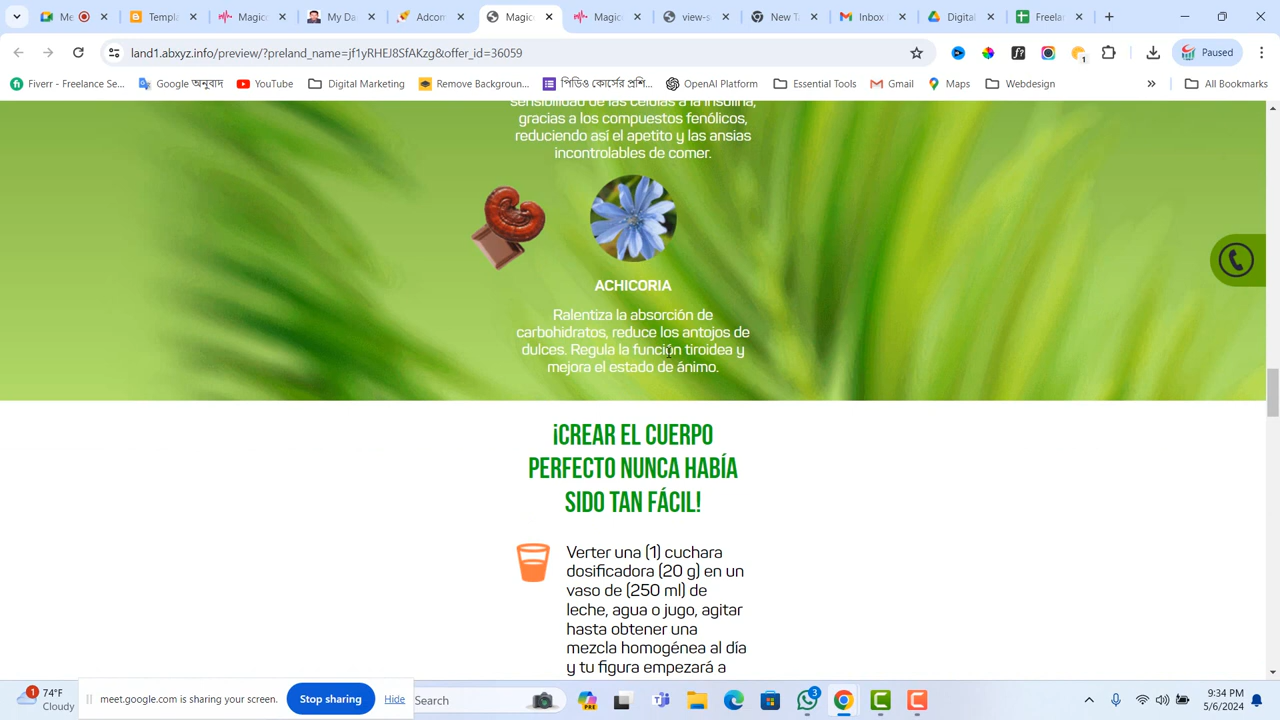 Magic
Templ
Magic
My Da
Adcom
Magic
Magic
view-s
New T
Inbox
Digital
Freela
land1.abxyz.info/preview/?preland_name=if1yRHEJ8SfAKzg&offer_id=36059
1
Paused
Fiverr - Freelance Se...
Google অনুবাদ
YouTube
Digital Marketing
Remove Backgroun...
পিডিও কোর্সের প্রশি...
OpenAI Platform
Essential Tools
Gmail
Maps
Webdesign
All Bookmarks
sensibilidad de las células a la insulina,
gracias a los compuestos fenólicos,
reduciendo así el apetito y las ansias
incontrolables de comer.
ACHICORIA
Ralentiza la absorción de
carbohidratos, reduce los antojos de
dulces. Regula la función tiroidea y
mejora el estado de ánimo.
¡CREAR EL CUERPO
PERFECTO NUNCA HABÍA
SIDO TAN FÁCIL!
Verter una (1) cuchara
dosificadora (20 g) en un
vaso de (250 ml) de
leche, agua o jugo, agitar
hasta obtener una
mezcla homogénea al día
y tu figura empezará a
1
74°F
Cloudy
meet.google.com is sharing your screen.
Stop sharing
Hide
Search
PRE
3
9:34 PM
5/6/2024